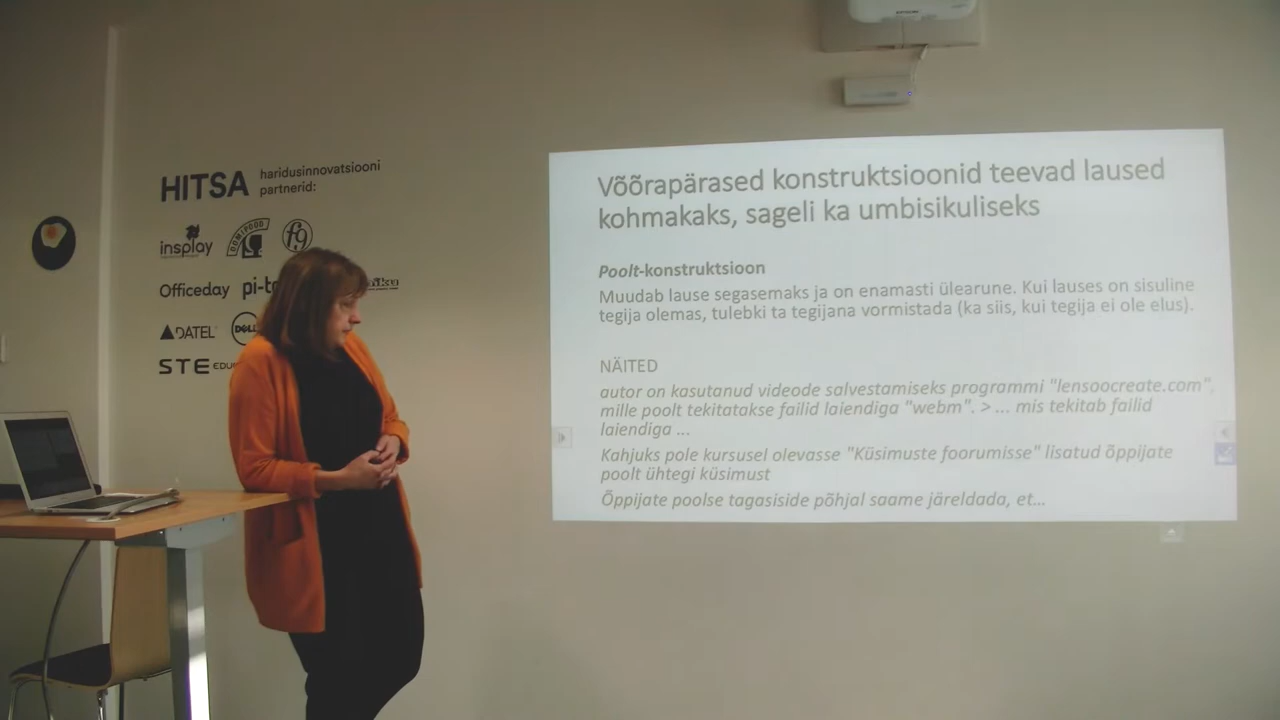 HITSA haridusinnovatsiooni
partnerid:
insplay
f9
Officeday pi-
DATEL DELL
STE EDU
Võõrapärased konstruktsioonid teevad laused
kohmakaks, sageli ka umbisikuliseks
Poolt-konstruktsioon
Muudab lause segasemaks ja on enamasti ülearune. Kui lauses on sisuline
tegija olemas, tulebki ta tegijana vormistada (ka siis, kui tegija ei ole elus).
NÄITED
autor on kasutanud videode salvestamiseks programmi "lensoocreate.com",
mille poolt tekitatakse failid laiendiga "webm". > ... mis tekitab failid
laiendiga ...
Kahjuks pole kursusel olevasse "Küsimuste foorumisse" lisatud õppijate
poolt ühtegi küsimust
Õppijate poolse tagasiside põhjal saame järeldada, et...